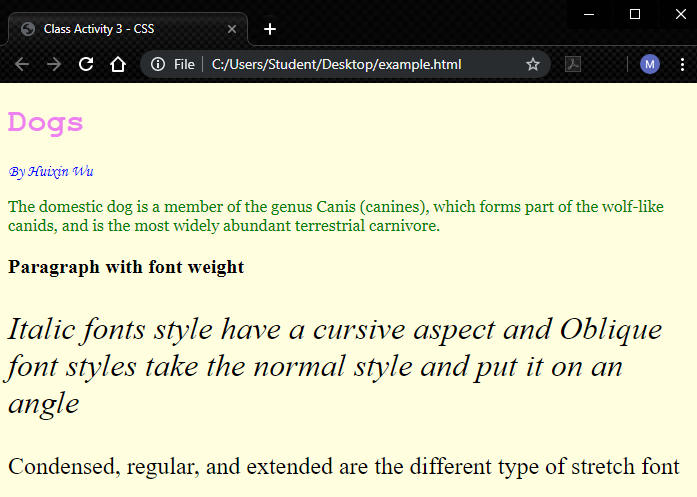 Class Activity 3 - CSS
File
C:/Users/Student/Desktop/example.html
M
Dogs
By Huixin Wu
The domestic dog is a member of the genus Canis (canines), which forms part of the wolf-like
canids, and is the most widely abundant terrestrial carnivore.
Paragraph with font weight
Italic fonts style have a cursive aspect and Oblique
font styles take the normal style and put it on an
angle
Condensed, regular, and extended are the different type of stretch font